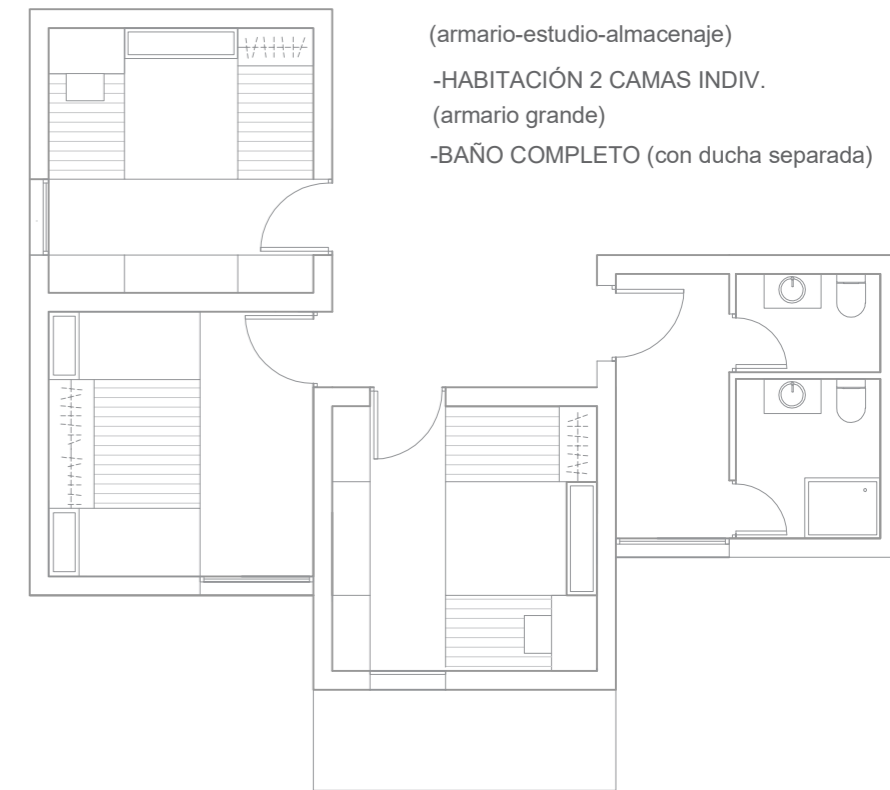 (armario-estudio-almacenaje)
-HABITACIÓN 2 CAMAS INDIV.
(armario grande)
-BAÑO COMPLETO (con ducha separada)